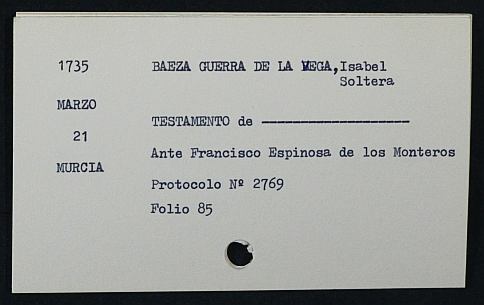 1735 BAEZA GUERRA DE LA VEGA,Isabel
Soltera
MARZO
TESTAMENTO de -------------------
21
Ante Francisco Espinosa de los Monteros
MURCIA
Protocolo Nº 2769
Folio 85